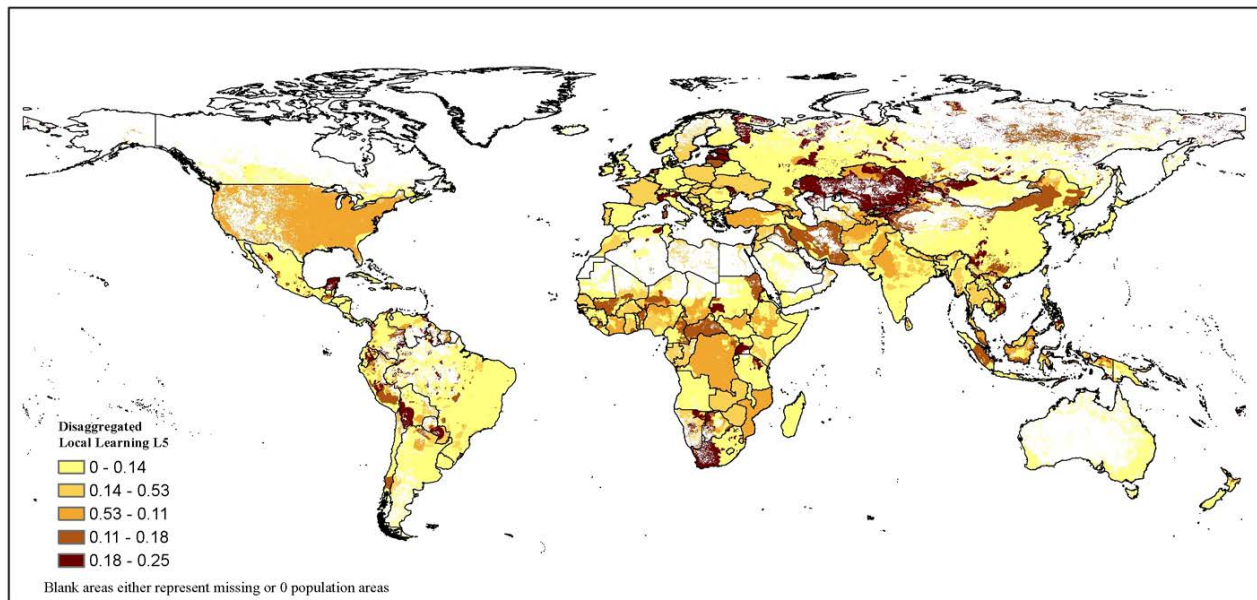 Disaggregated
Local Learning L5
0 - 0.14
0.14 - 0.53
0.53 - 0.11
0.11 - 0.18
0.18 - 0.25
Blank areas either represent missing or 0 population areas